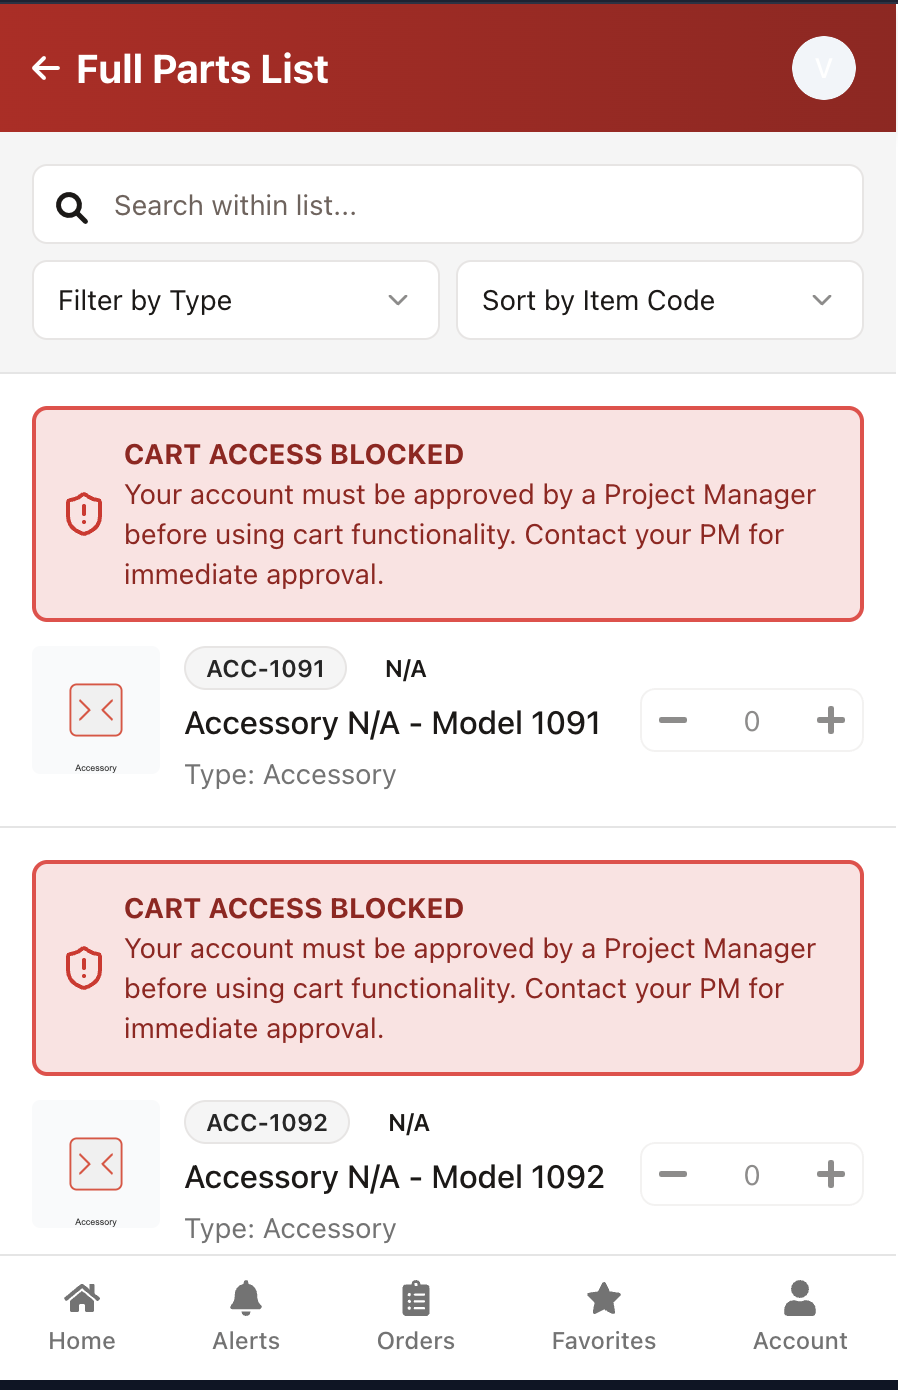 Full Parts List
V
Search within list...
Filter by Type
Sort by Item Code
CART ACCESS BLOCKED
Your account must be approved by a Project Manager
before using cart functionality. Contact your PM for
immediate approval.
ACC-1091 N/A
Accessory N/A - Model 1091
0
Type: Accessory
Accessory
CART ACCESS BLOCKED
Your account must be approved by a Project Manager
before using cart functionality. Contact your PM for
immediate approval.
ACC-1092 N/A
Accessory N/A - Model 1092
0
Type: Accessory
Accessory
Home
Alerts
Orders
Favorites
Account